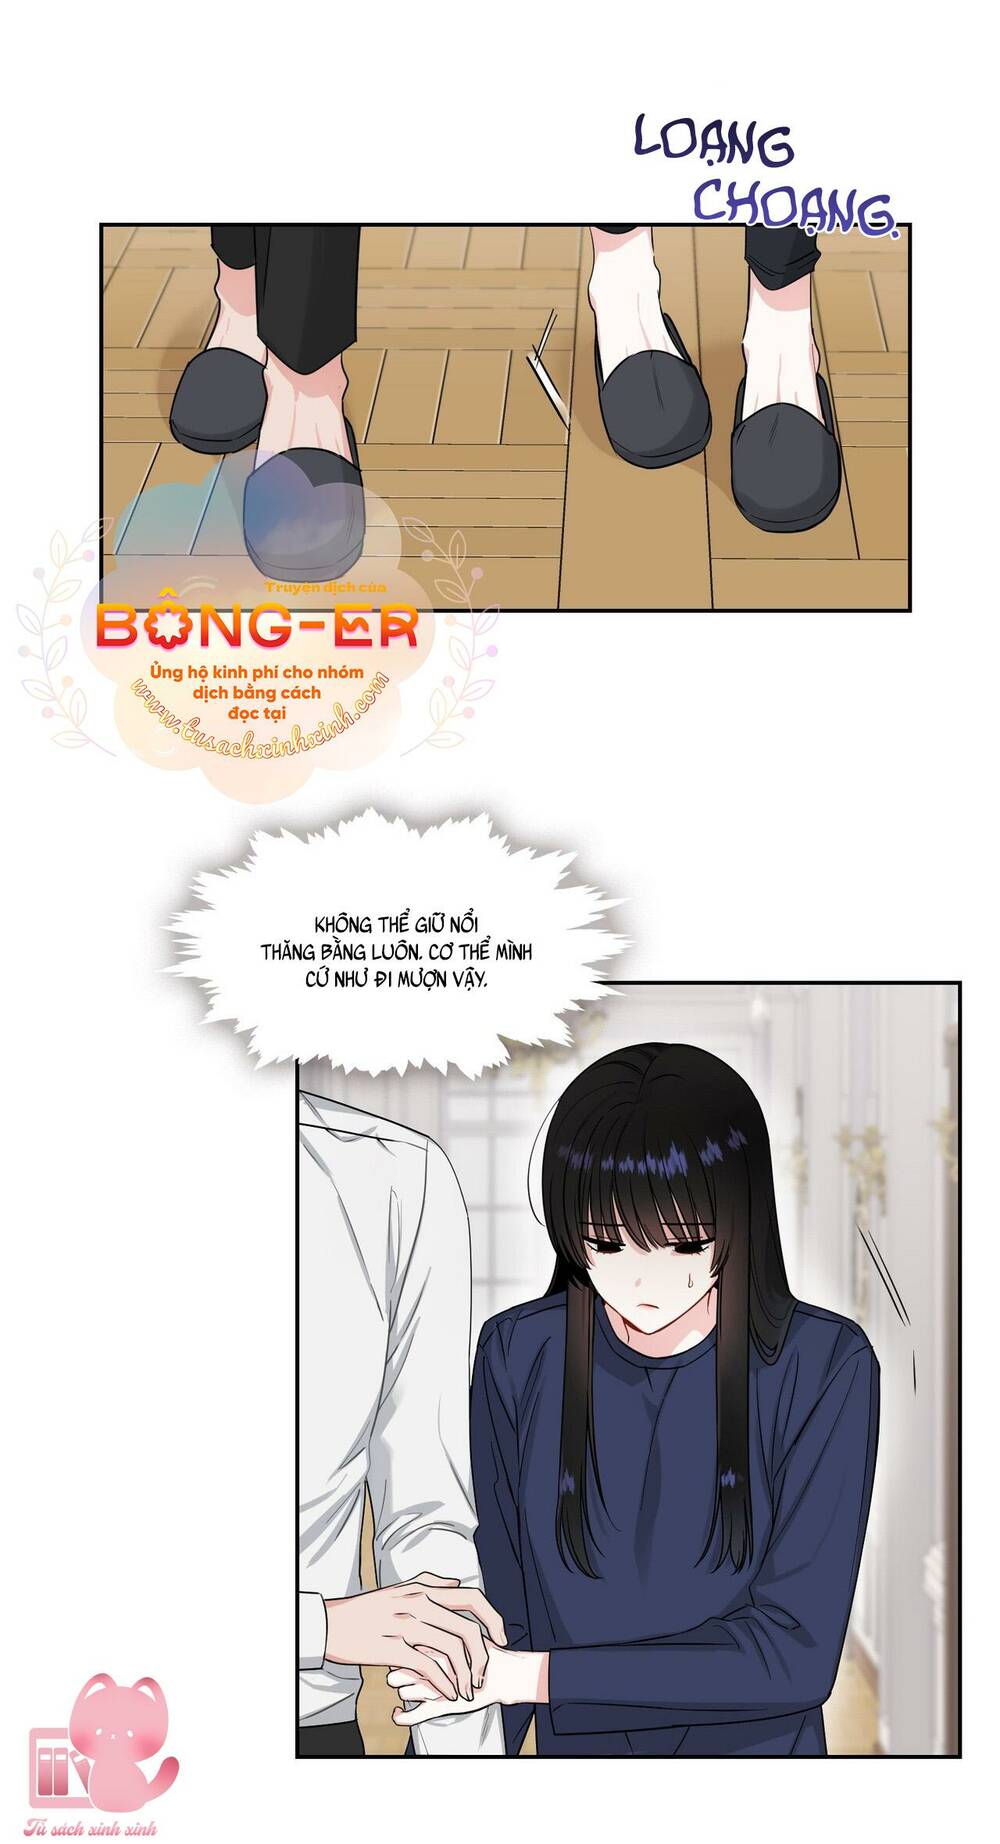 LOẠNG
CHOẠNG.
Truyện dịch của
BÔNG-ER
Ủng hộ kinh phí cho nhóm
dịch bằng cách
đọc tại
www.tusachxinhxinh.com
KHÔNG THỂ GIỮ NỔI
THĂNG BẰNG LUÔN. CƠ THỂ MÌNH
CỨ NHƯ ĐI MƯỢN VẬY.
Tủ sách xinh xinh